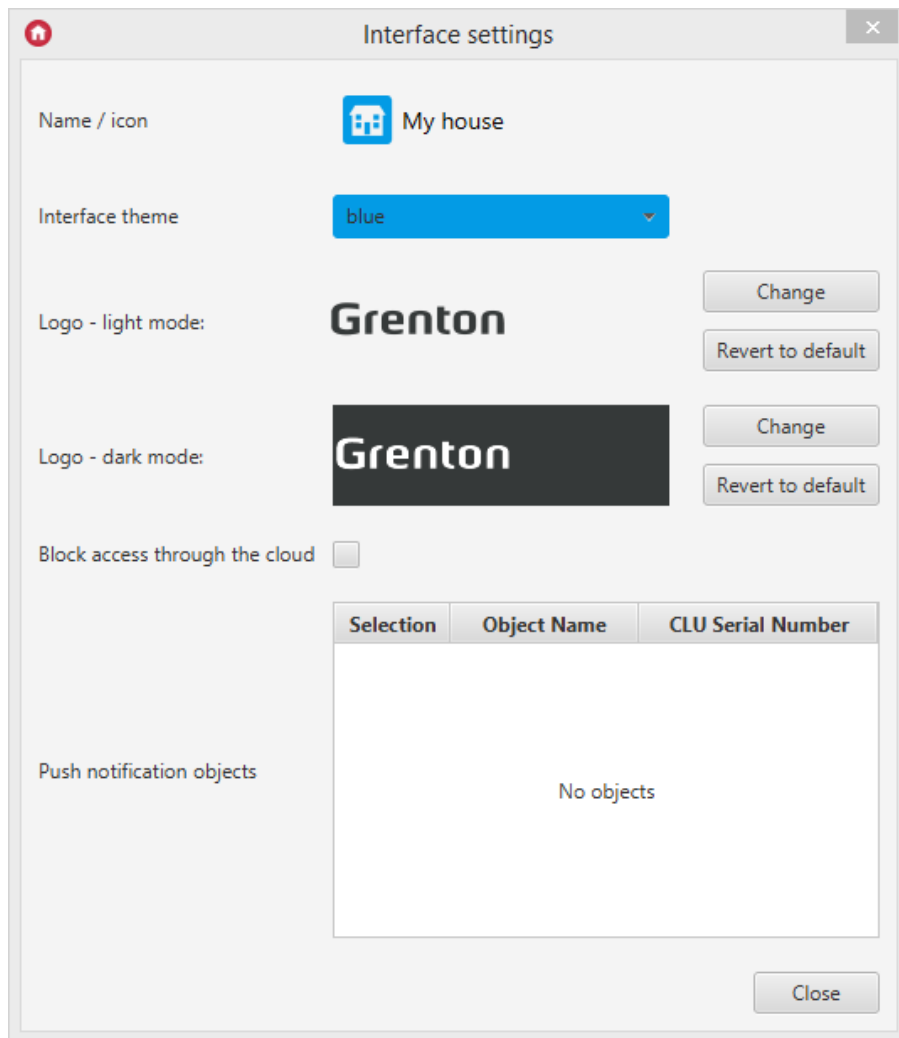 Interface settings
Name / icon
My house
Interface theme
blue
Logo - light mode:
Grenton
Change
Revert to default
Logo - dark mode:
Grenton
Change
Revert to default
Block access through the cloud
Selection Object Name CLU Serial Number
Push notification objects
No objects
Close